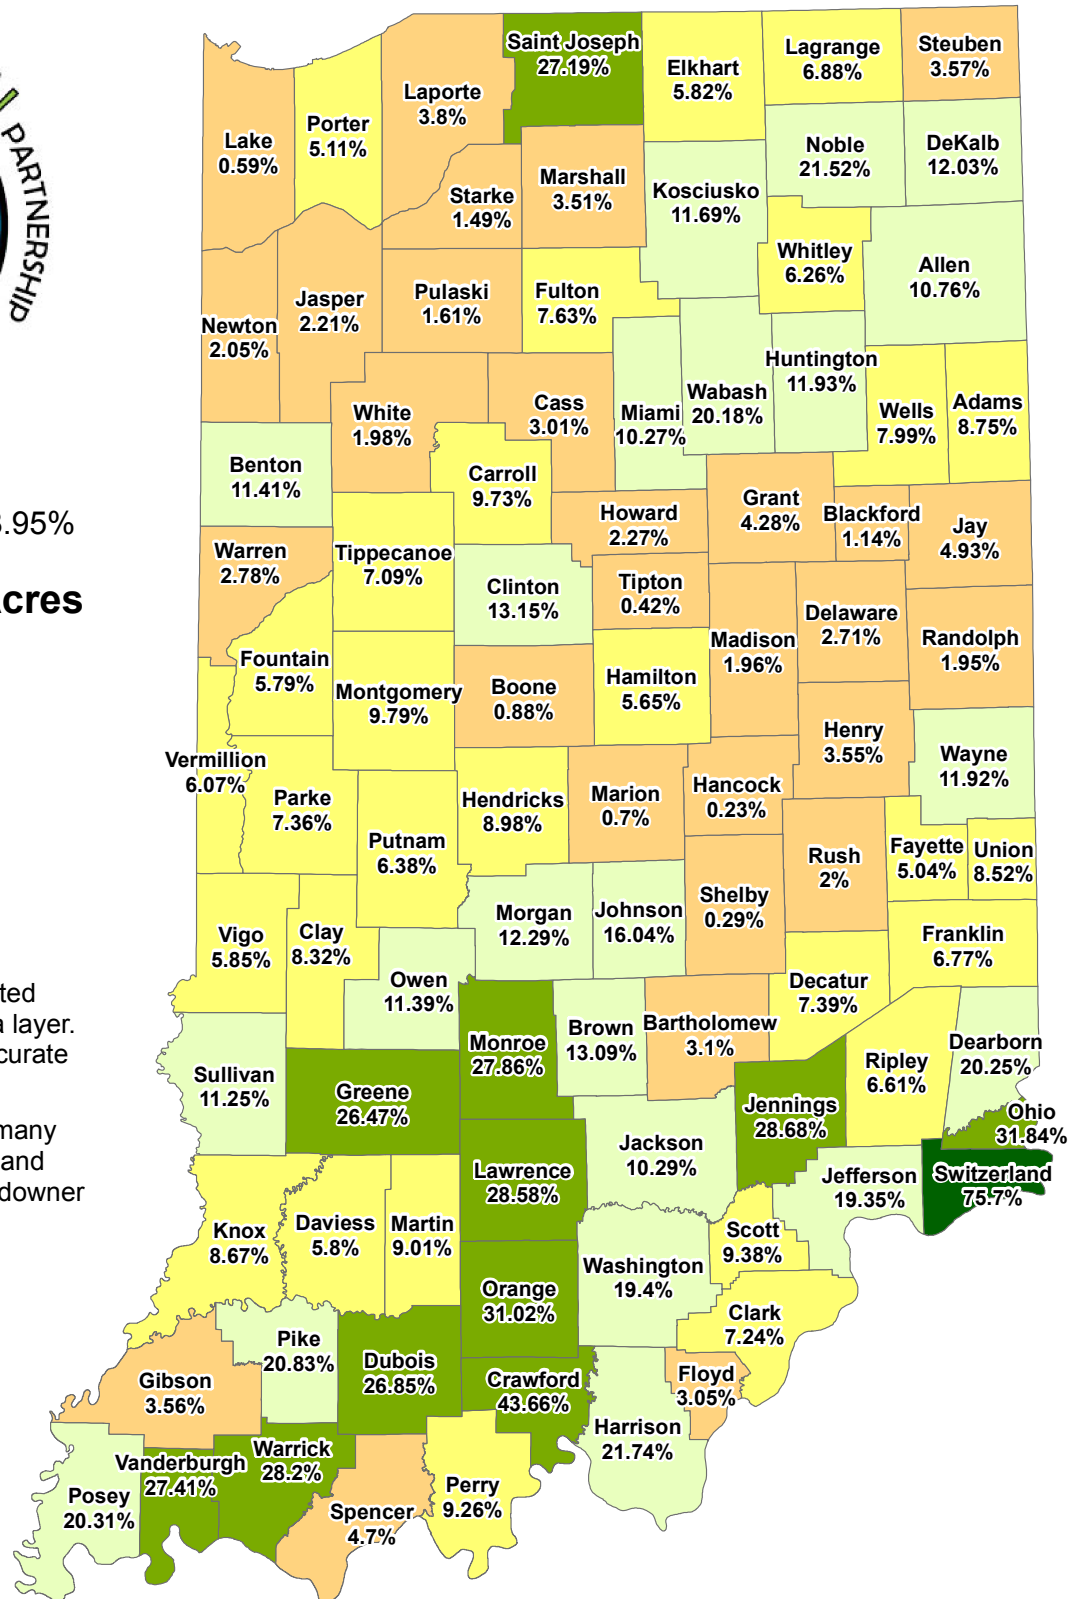 PARTNERSHIP
Saint Joseph
27.19%
Elkhart
5.82%
Lagrange
6.88%
Steuben
3.57%
Laporte
3.8%
Lake
0.59%
Porter
5.11%
Noble
21.52%
DeKalb
12.03%
Starke
1.49%
Marshall
3.51%
Kosciusko
11.69%
Whitley
6.26%
Allen
10.76%
Newton
2.05%
Jasper
2.21%
Pulaski
1.61%
Fulton
7.63%
White
1.98%
Cass
3.01%
Miami
10.27%
Wabash
20.18%
Huntington
11.93%
Wells
7.99%
Adams
8.75%
Benton
11.41%
Carroll
9.73%
.95%
Warren
2.78%
Tippecanoe
7.09%
Howard
2.27%
Grant
4.28%
Blackford
1.14%
Jay
4.93%
cres
Clinton
13.15%
Tipton
0.42%
Madison
1.96%
Delaware
2.71%
Randolph
1.95%
Fountain
5.79%
Montgomery
9.79%
Boone
0.88%
Hamilton
5.65%
Vermillion
6.07%
Parke
7.36%
Putnam
6.38%
Hendricks
8.98%
Marion
0.7%
Hancock
0.23%
Henry
3.55%
Wayne
11.92%
Rush
2%
Fayette
5.04%
Union
8.52%
Vigo
5.85%
Clay
8.32%
Owen
11.39%
Morgan
12.29%
Johnson
16.04%
Shelby
0.29%
Franklin
6.77%
Decatur
7.39%
ted
a layer.
curate
many
and
downer
Sullivan
11.25%
Greene
26.47%
Monroe
27.86%
Brown
13.09%
Bartholomew
3.1%
Ripley
6.61%
Dearborn
20.25%
Jennings
28.68%
Ohio
31.84%
Lawrence
28.58%
Jackson
10.29%
Jefferson
19.35%
Switzerland
75.7%
Knox
8.67%
Daviess
5.8%
Martin
9.01%
Orange
31.02%
Washington
19.4%
Scott
9.38%
Clark
7.24%
Gibson
3.56%
Pike
20.83%
Dubois
26.85%
Crawford
43.66%
Floyd
3.05%
Harrison
21.74%
Posey
20.31%
Vanderburgh
27.41%
Warrick
28.2%
Spencer
4.7%
Perry
9.26%